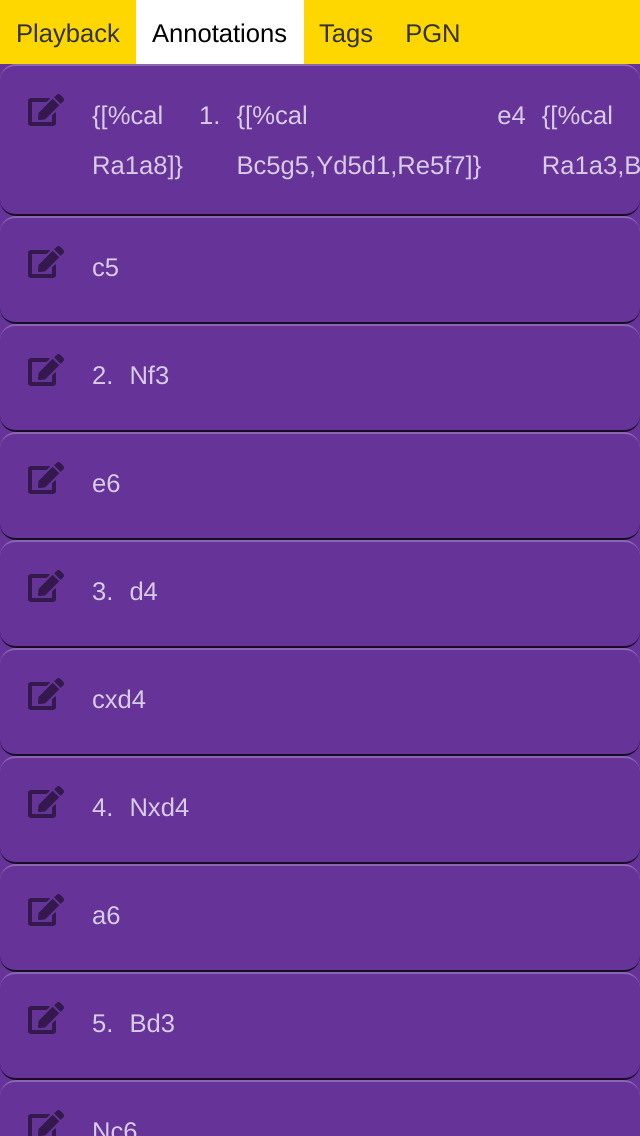 Playback Annotations Tags PGN
{[%cal 1. {[%cal e4 {[%cal
Ra1a8]} Bc5g5,Yd5d1,Re5f7]} Ra1a3,B
c5
2. Nf3
e6
3. d4
cxd4
4. Nxd4
a6
5. Bd3
Nc6